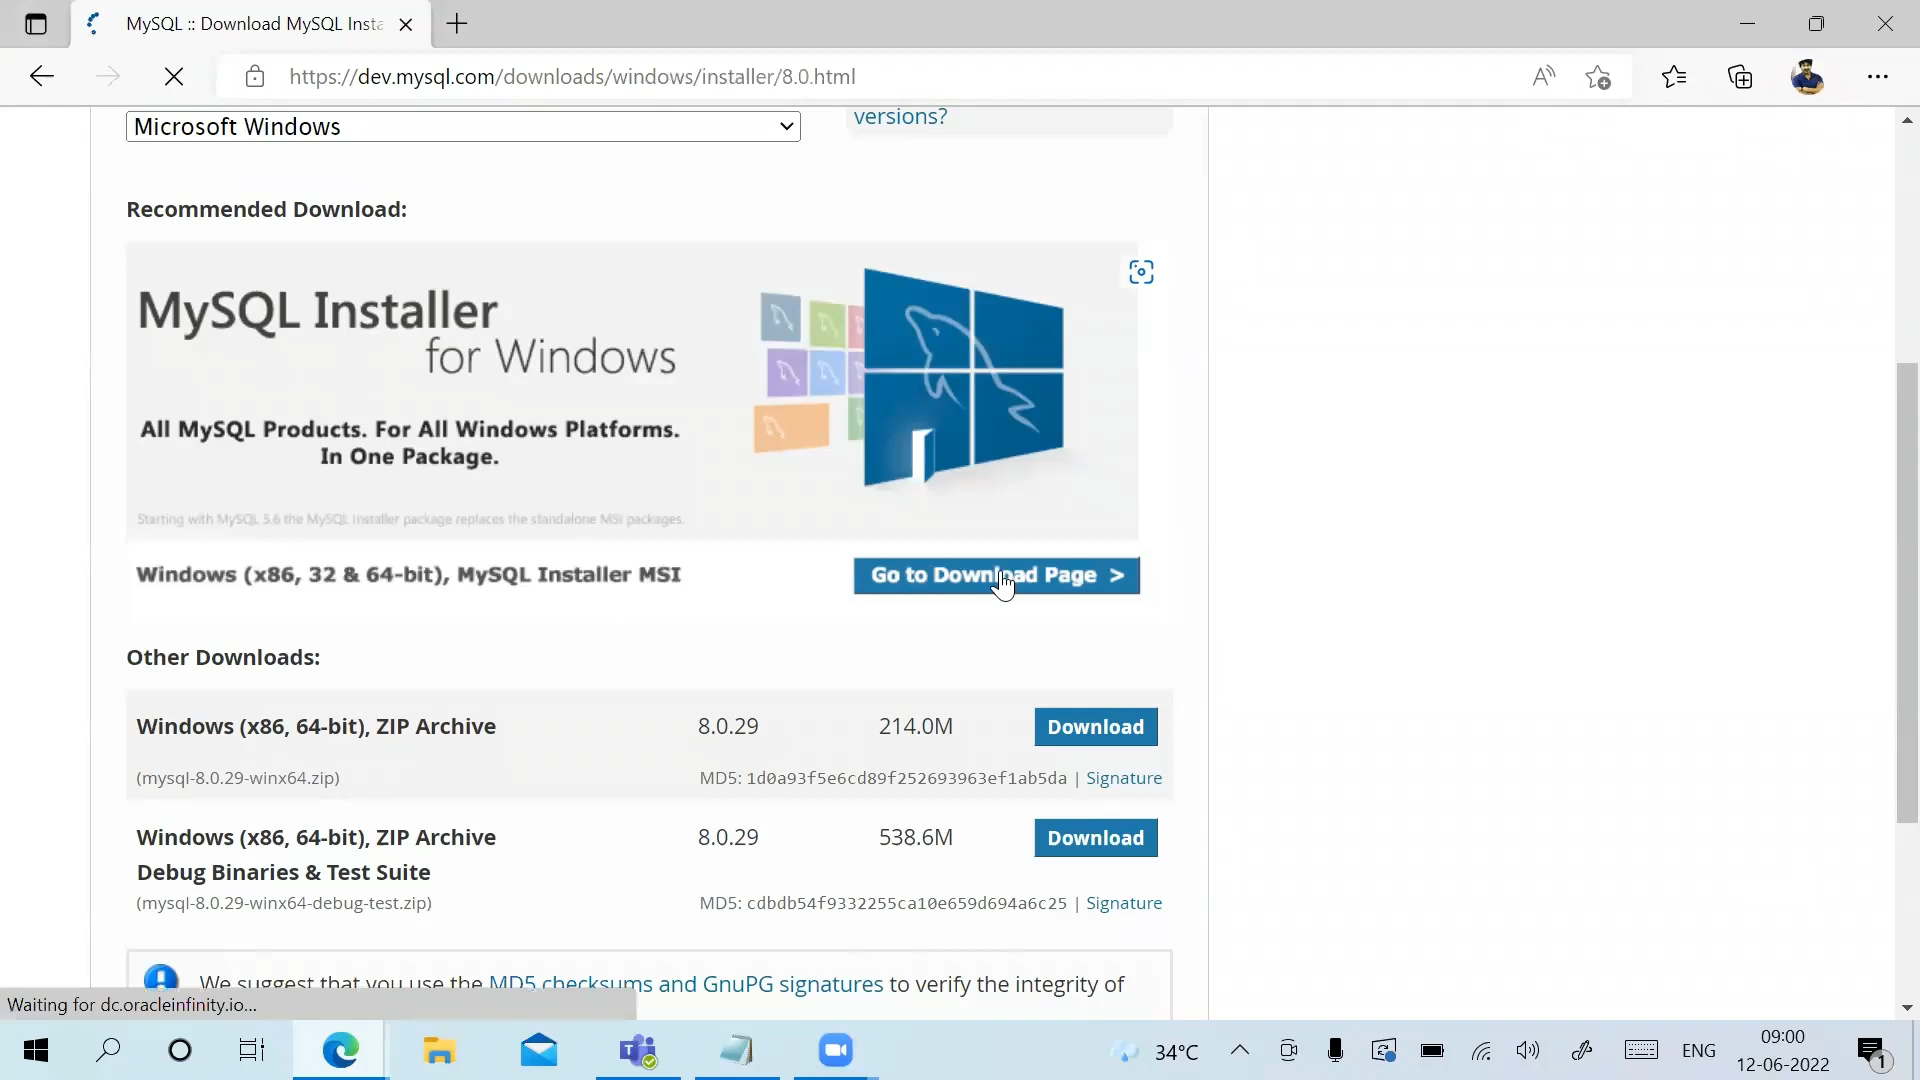 MySQL :: Download MySQL Insta
https://dev.mysql.com/downloads/windows/installer/8.0.html
Microsoft Windows
versions?
Recommended Download:
MySQL Installer
for Windows
All MySQL Products. For All Windows Platforms.
In One Package.
Starting with MySQL 5.6 the MySQL Installer package replaces the standalone MSI packages.
Windows (x86, 32 & 64-bit), MySQL Installer MSI
Go to Download Page >
Other Downloads:
Windows (x86, 64-bit), ZIP Archive 8.0.29 214.0M Download
(mysql-8.0.29-winx64.zip) MD5: 1d0a93f5e6cd89f252693963ef1ab5da | Signature
Windows (x86, 64-bit), ZIP Archive 8.0.29 538.6M Download
Debug Binaries & Test Suite
(mysql-8.0.29-winx64-debug-test.zip) MD5: cdbdb54f9332255ca10e659d694a6c25 | Signature
We suggest that you use the MD5 checksums and GnuPG signatures to verify the integrity of
Waiting for dc.oracleinfinity.io...
34°C
ENG
09:00
12-06-2022
1